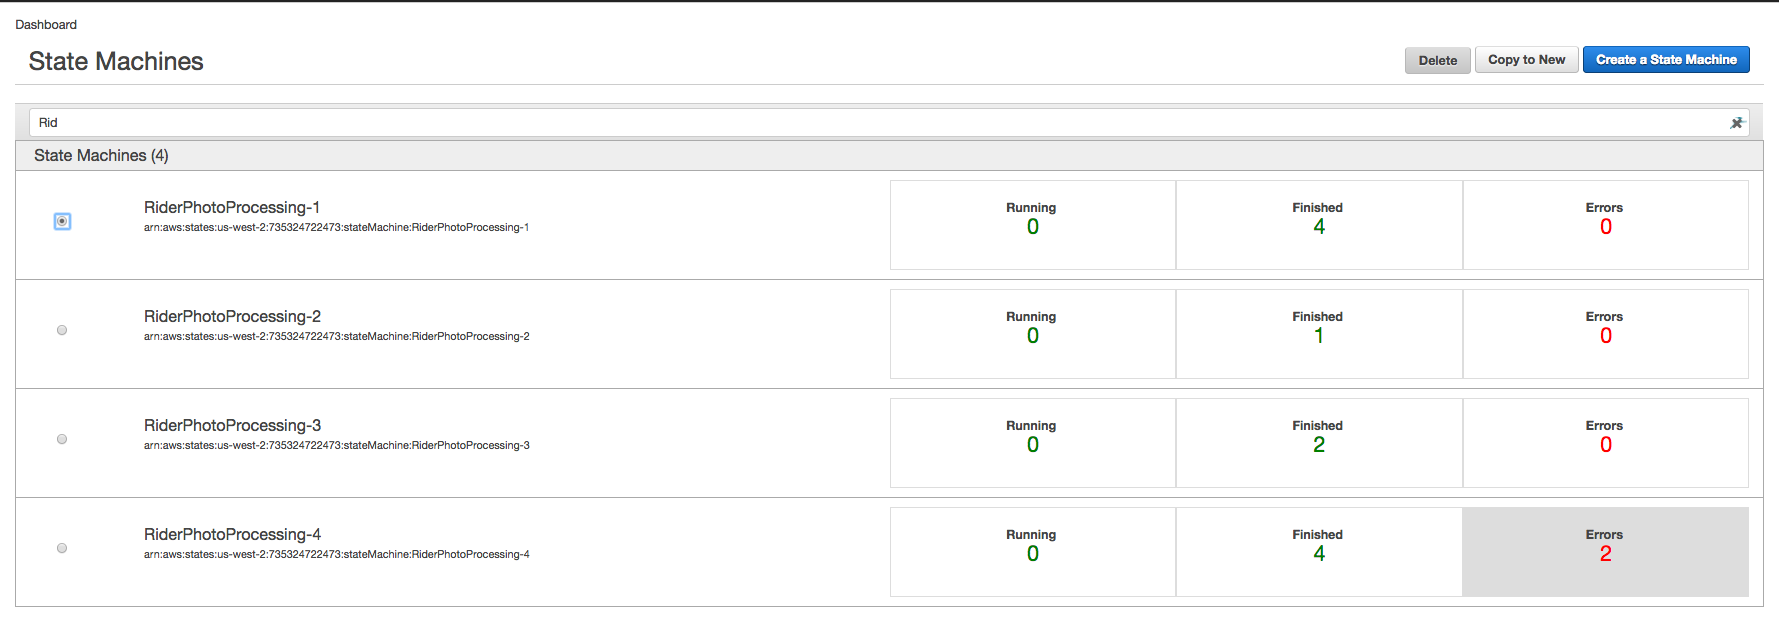 Dashboard
State Machines
Delete
Copy to New
Create a State Machine
Rid
State Machines (4)
RiderPhotoProcessing-1
arn:aws:states:us-west-2:735324722473:stateMachine:RiderPhotoProcessing-1
Running
0
Finished
4
Errors
0
RiderPhotoProcessing-2
arn:aws:states:us-west-2:735324722473:stateMachine:RiderPhotoProcessing-2
Running
0
Finished
1
Errors
0
RiderPhotoProcessing-3
arn:aws:states:us-west-2:735324722473:stateMachine:RiderPhotoProcessing-3
Running
0
Finished
2
Errors
0
RiderPhotoProcessing-4
arn:aws:states:us-west-2:735324722473:stateMachine:RiderPhotoProcessing-4
Running
0
Finished
4
Errors
2